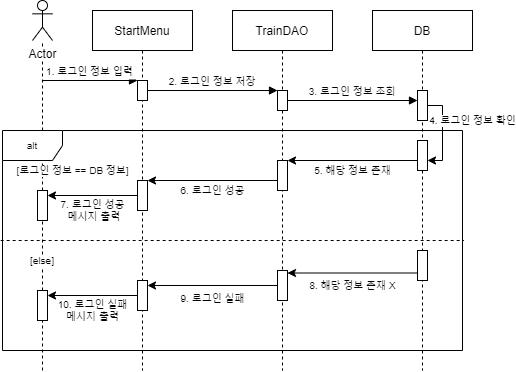 StartMenu
TrainDAO
DB
Actor
1. 로그인 정보 입력
2. 로그인 정보 저장
3. 로그인 정보 조회
4. 로그인 정보 확인
alt
[로그인 정보 == DB 정보]
5. 해당 정보 존재
6. 로그인 성공
7. 로그인 성공
메시지 출력
[else]
8. 해당 정보 존재 X
9. 로그인 실패
10. 로그인 실패
메시지 출력